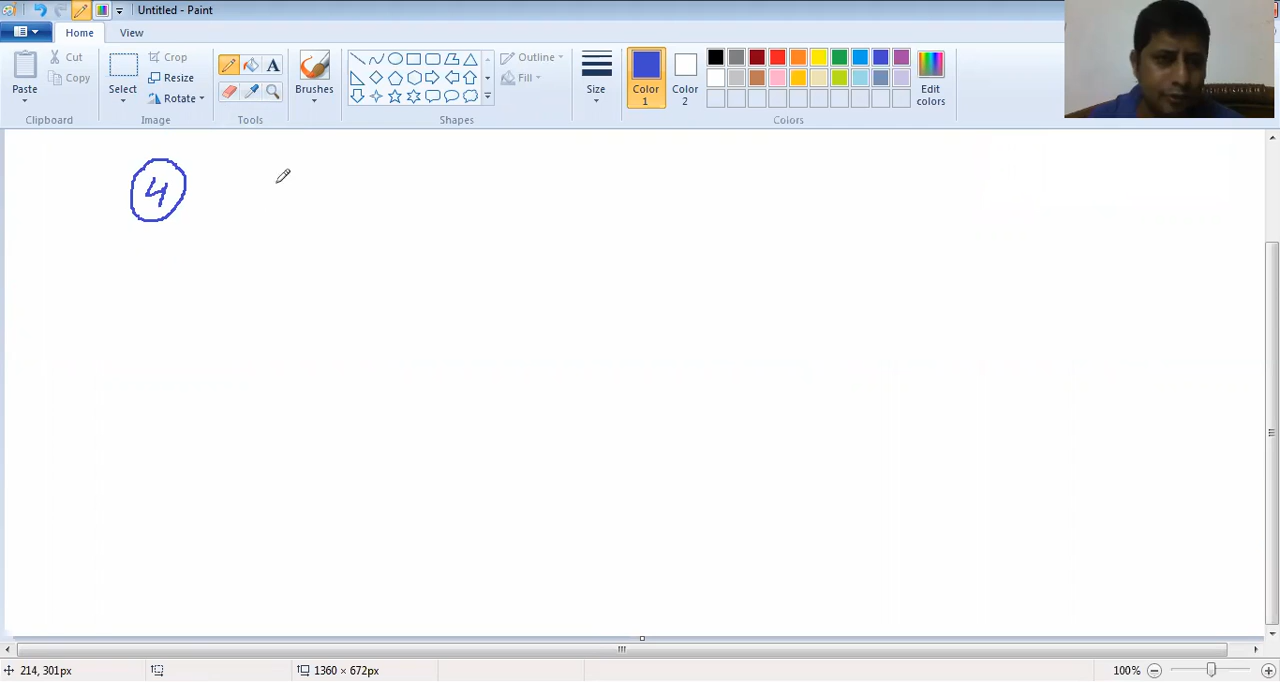 Untitled - Paint
Home View
Paste Cut Copy Clipboard
Select Crop Resize Rotate Image
A Tools
Brushes
Outline Fill Shapes
Size
Color 1 Color 2 Edit colors Colors
4
214, 301px 1360 × 672px 100%